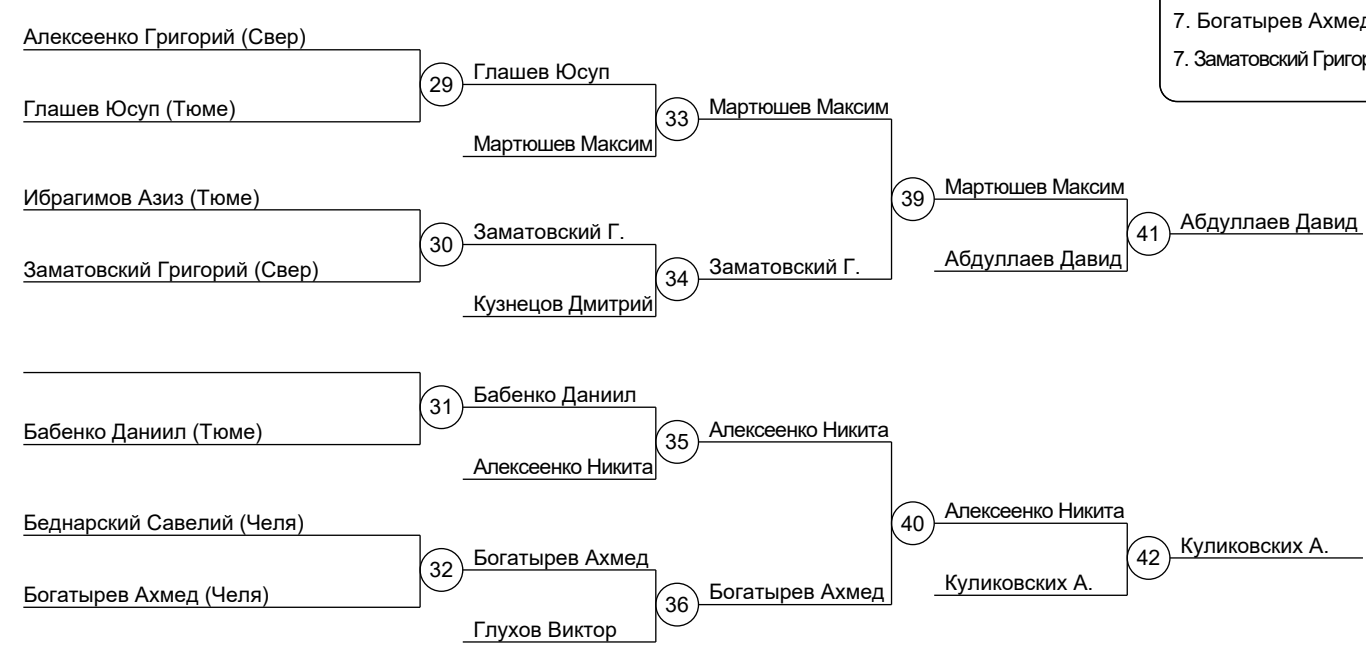 7. Богатырев Ахмед
7. Заматовский Григор
Алексеенко Григорий (Свер)
29
Глашев Юсуп
Глашев Юсуп (Тюме)
33
Мартюшев Максим
Мартюшев Максим
Ибрагимов Азиз (Тюме)
39
Мартюшев Максим
30
Заматовский Г.
41
Абдуллаев Давид
Заматовский Григорий (Свер)
34
Заматовский Г.
Абдуллаев Давид
Кузнецов Дмитрий
31
Бабенко Даниил
Бабенко Даниил (Тюме)
35
Алексеенко Никита
Алексеенко Никита
Беднарский Савелий (Челя)
40
Алексеенко Никита
32
Богатырев Ахмед
42
Куликовских А.
Богатырев Ахмед (Челя)
36
Богатырев Ахмед
Куликовских А.
Глухов Виктор